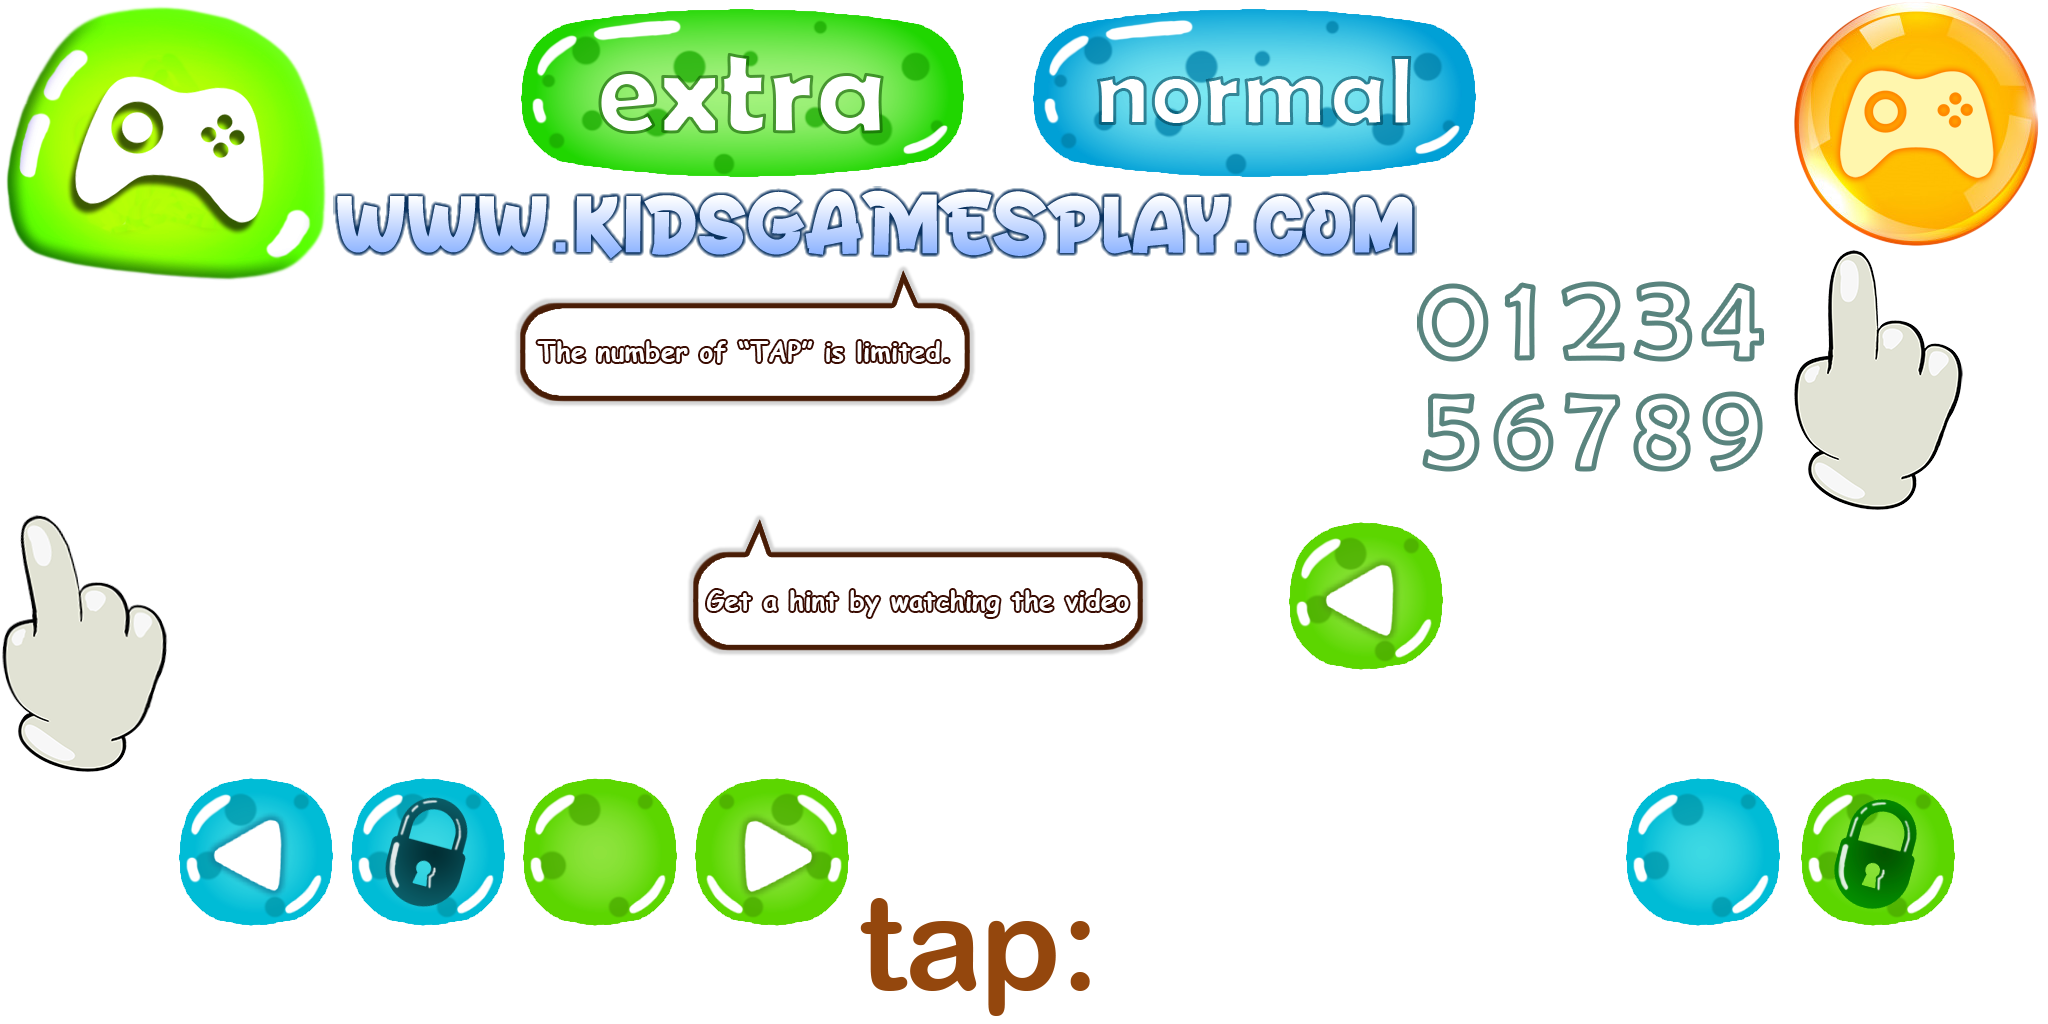 extra
normal
WWW.KIDSGAMESPLAY.COM
The number of “TAP” is limited.
01234
56789
Get a hint by watching the video
tap: